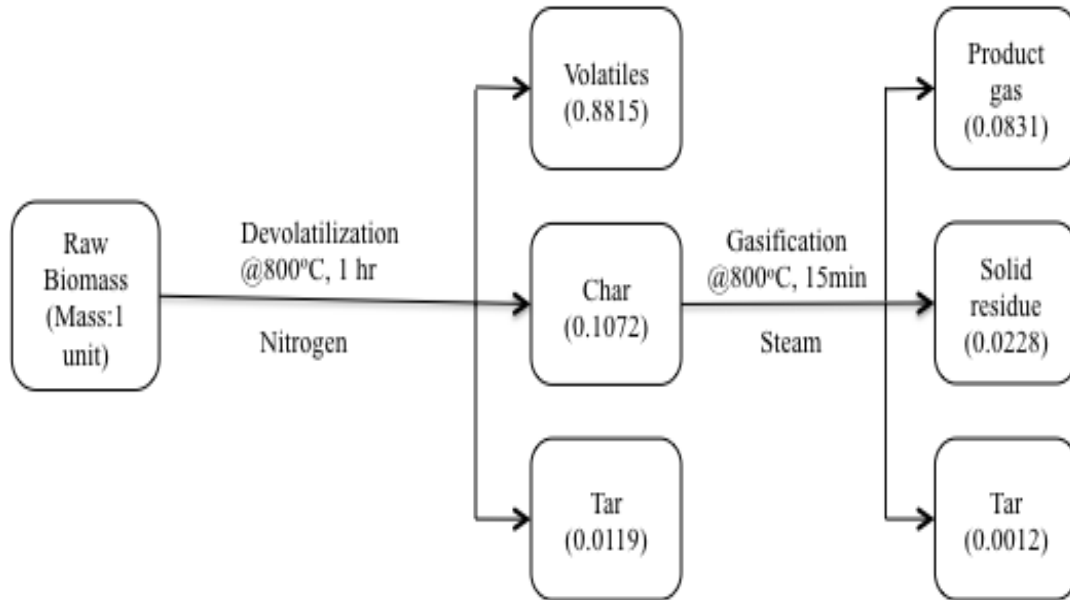 Raw
Biomass
(Mass:1
unit)
Devolatilization
@800ºC, 1 hr
Nitrogen
Volatiles
(0.8815)
Char
(0.1072)
Tar
(0.0119)
Gasification
@800ºC, 15min
Steam
Product
gas
(0.0831)
Solid
residue
(0.0228)
Tar
(0.0012)